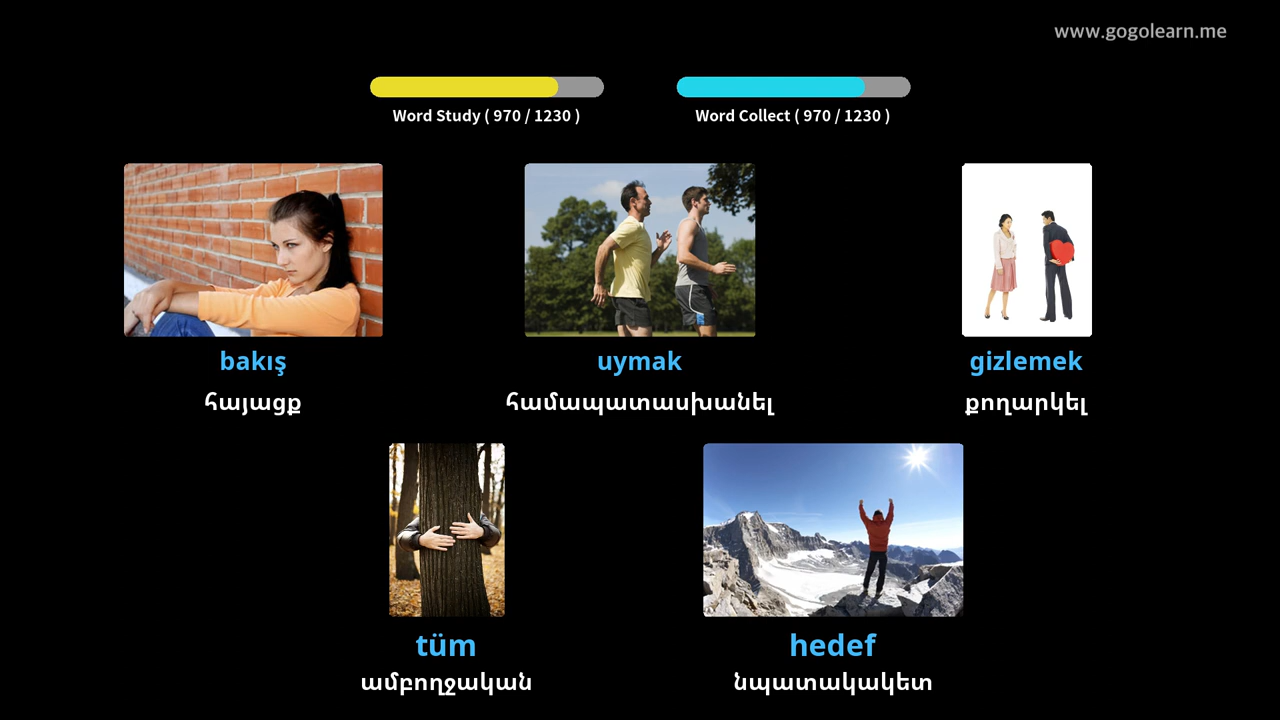 www.gogolearn.me
Word Study ( 970 / 1230 )
Word Collect ( 970 / 1230 )
bakış
uymak
gizlemek
հայացք
համապատասխանել
քողարկել
tüm
hedef
ամբողջական
նպատակակետ